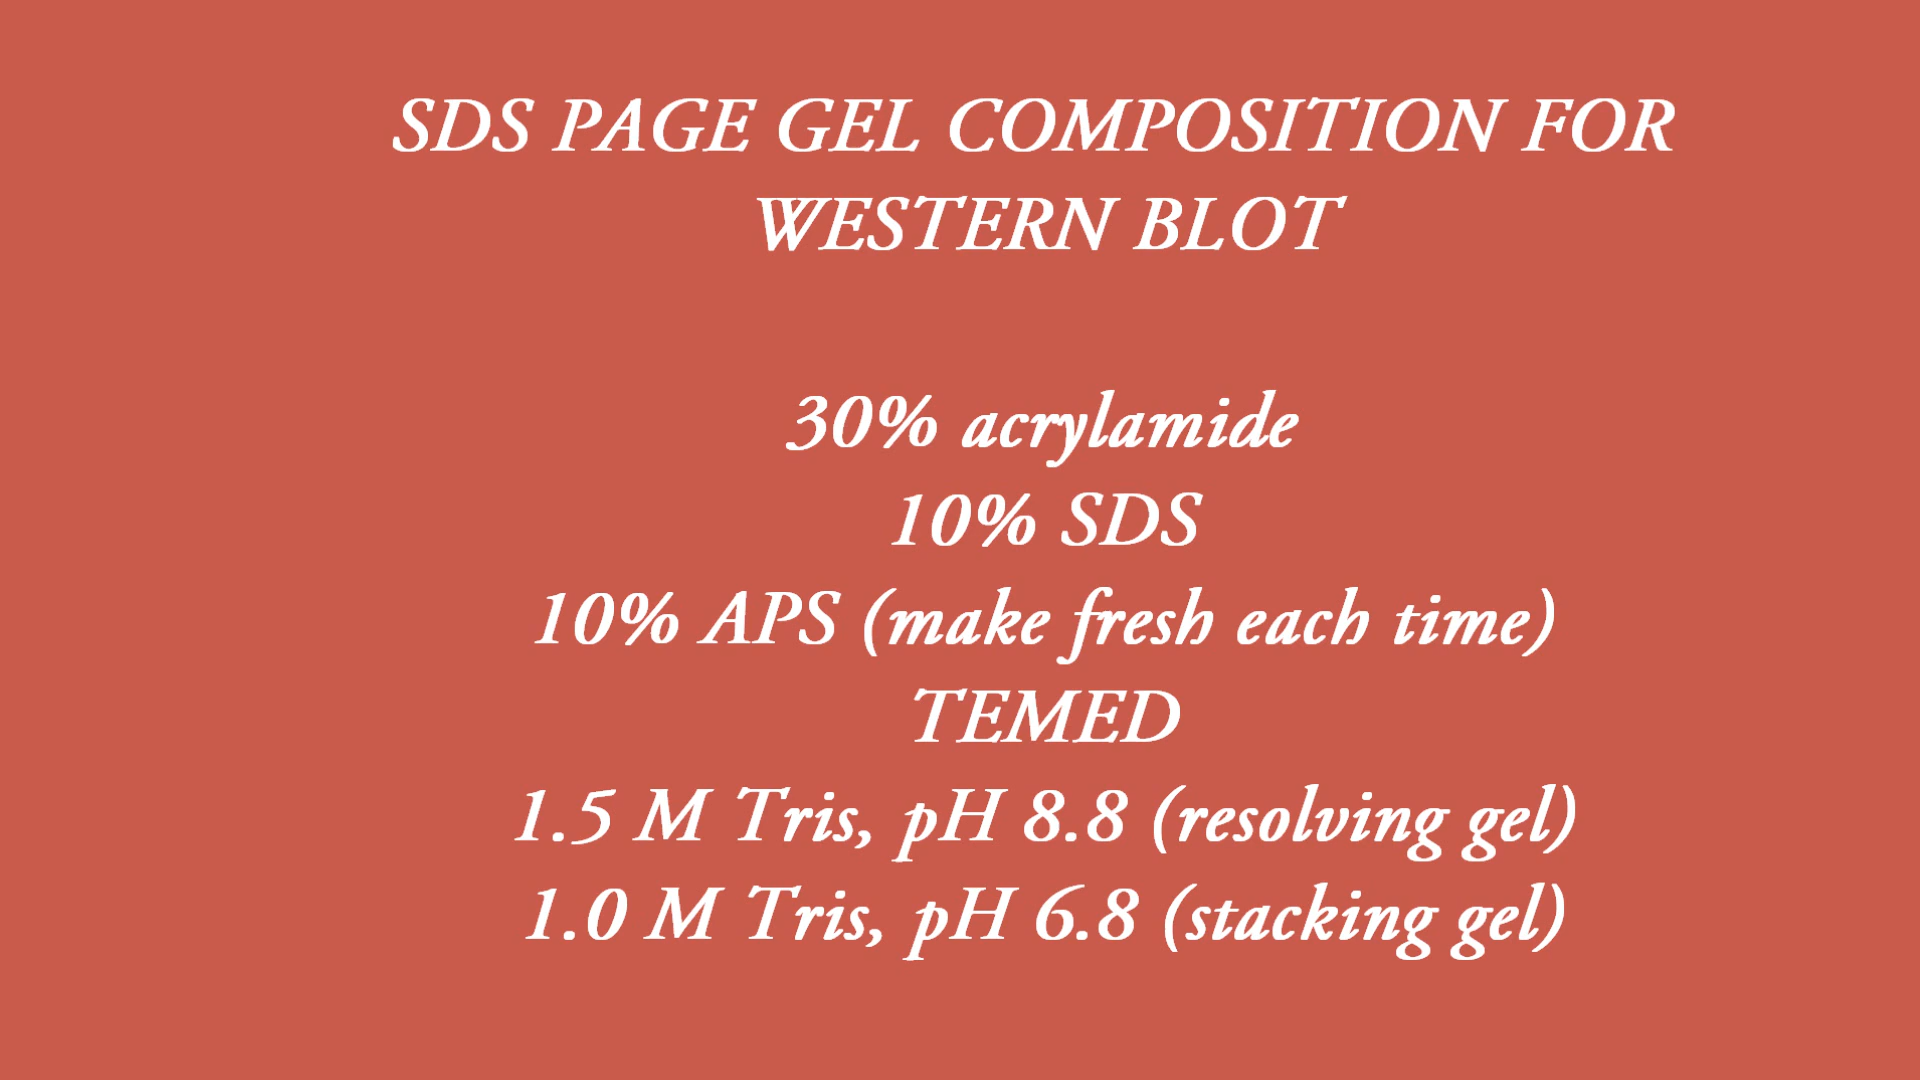 SDS PAGE GEL COMPOSITION FOR
WESTERN BLOT
30% acrylamide
10% SDS
10% APS (make fresh each time)
TEMED
1.5 M Tris, pH 8.8 (resolving gel)
1.0 M Tris, pH 6.8 (stacking gel)